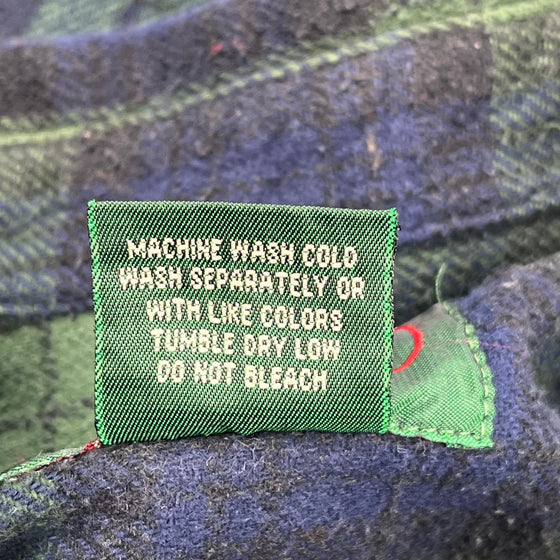 MACHINE WASH COLD
WASH SEPARATELY OR
WITH LIKE COLORS
TUMBLE DRY LOW
DO NOT BLEACH